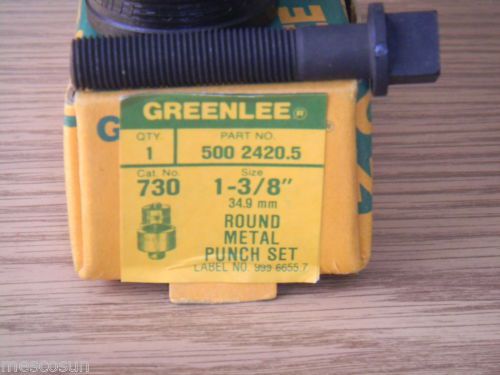 GREENLEE®
QTY. PART NO.
1 500 2420.5
Cat. No. Size
730 1-3/8"
34.9 mm
ROUND
METAL
PUNCH SET
LABEL NO. 999 6655.7
mescosun